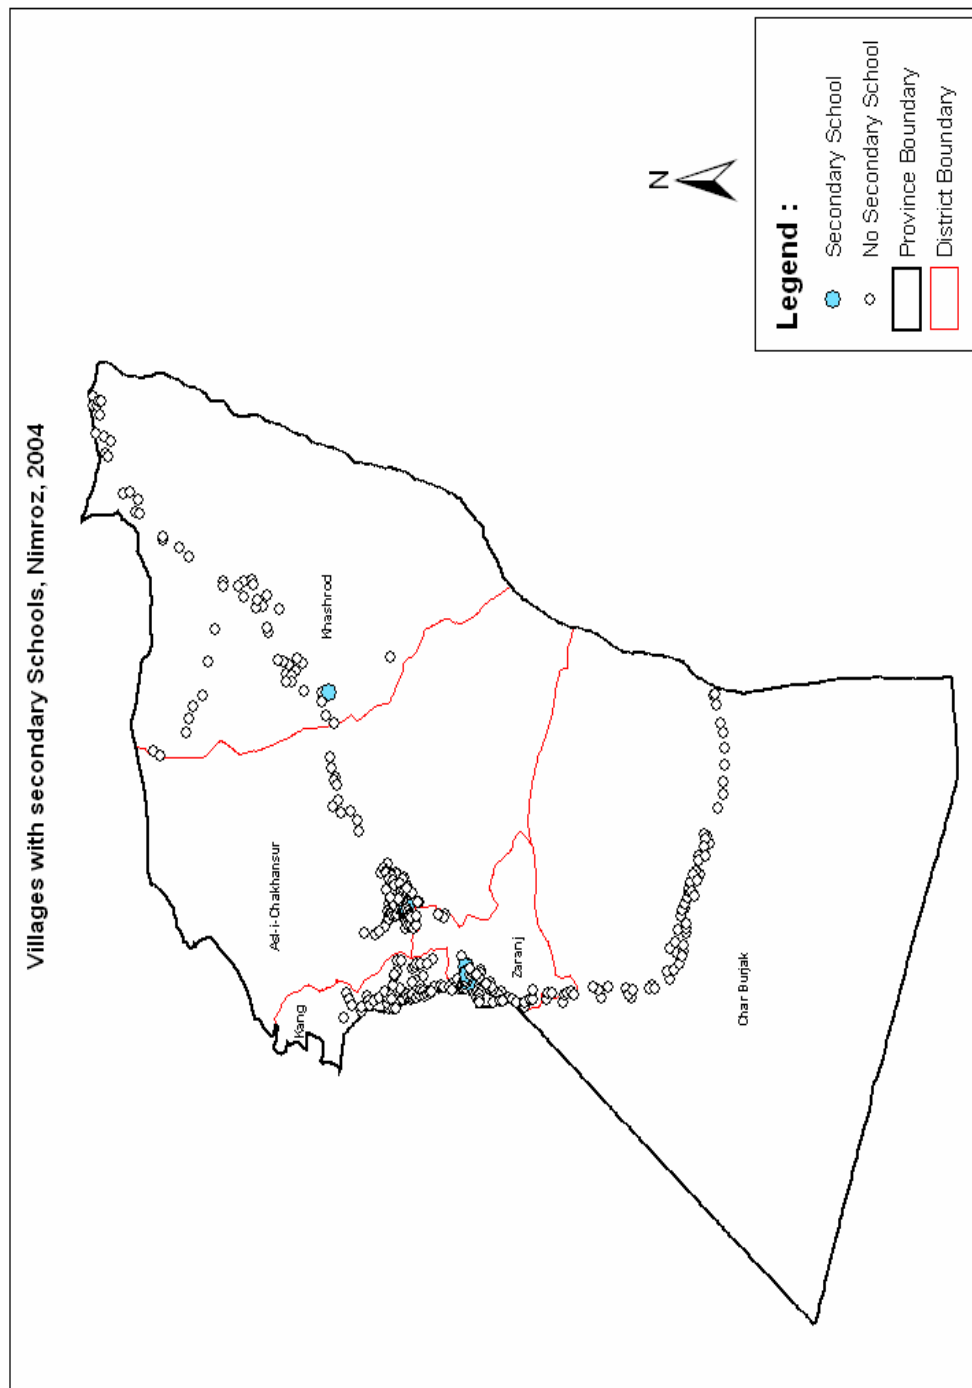 Villages with secondary Schools, Nimroz, 2004
Khashrod
Asl-i-Chakhansur
Kang
Zaranj
Char Burjak
N
Legend :
Secondary School
No Secondary School
Province Boundary
District Boundary